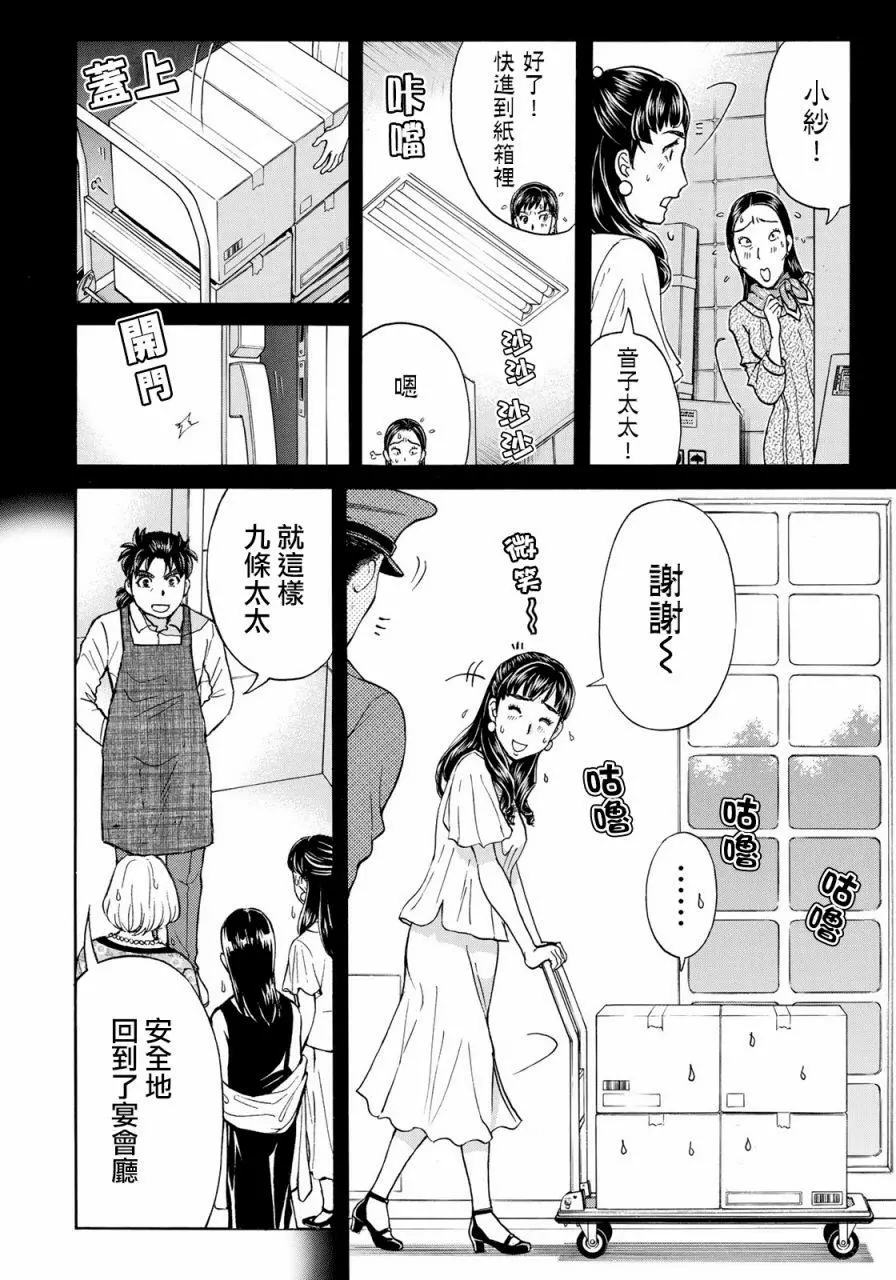 小紗！
音子太太！
好了！
快進到紙箱裡
咔噹
沙沙
沙沙
嗯
蓋上
開門
謝謝～
微笑～
咕嚕
咕嚕
咕嚕
……
就這樣
九條太太
安全地
回到了宴會廳